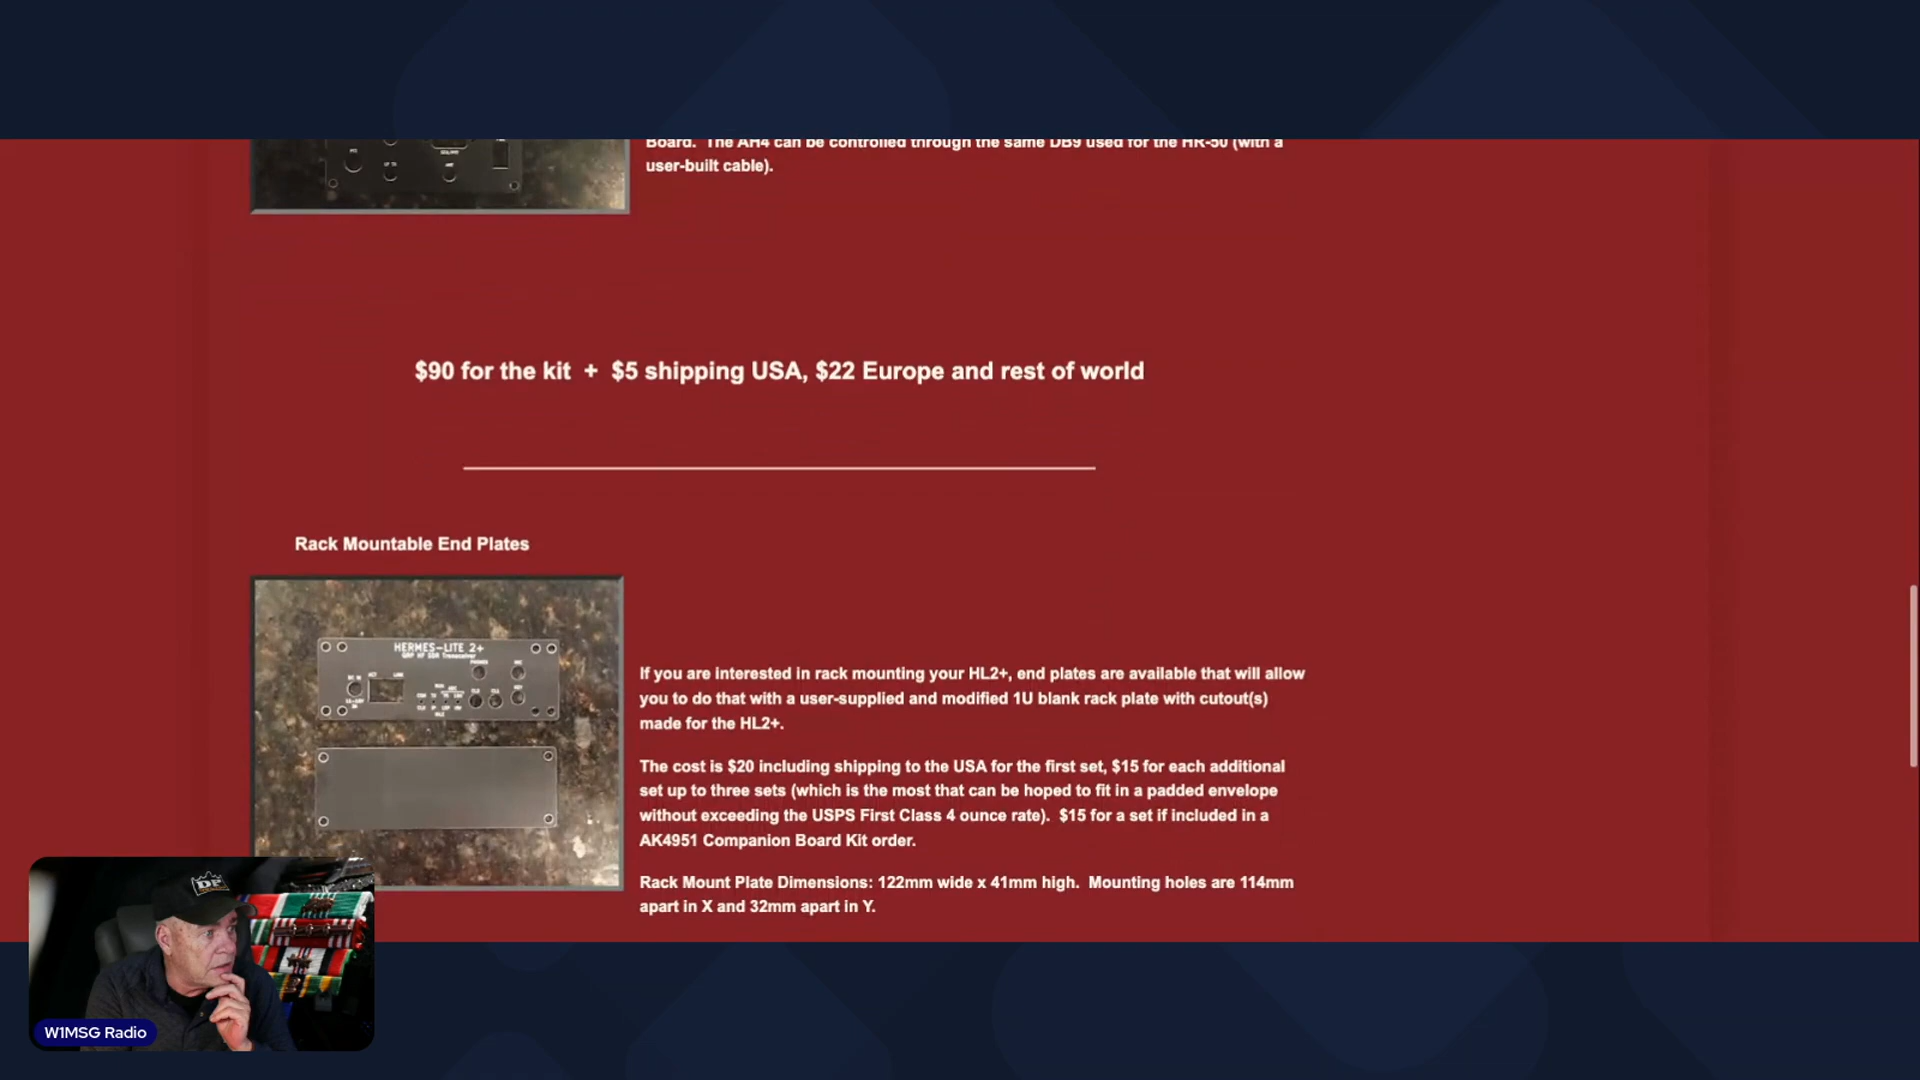 Board. The AH4 can be controlled through the same DB9 used for the HR-50 (with a
user-built cable).
$90 for the kit + $5 shipping USA, $22 Europe and rest of world
Rack Mountable End Plates
HERMES-LITE 2+
QRP HF SDR Transceiver
If you are interested in rack mounting your HL2+, end plates are available that will allow
you to do that with a user-supplied and modified 1U blank rack plate with cutout(s)
made for the HL2+.
The cost is $20 including shipping to the USA for the first set, $15 for each additional
set up to three sets (which is the most that can be hoped to fit in a padded envelope
without exceeding the USPS First Class 4 ounce rate). $15 for a set if included in a
AK4951 Companion Board Kit order.
Rack Mount Plate Dimensions: 122mm wide x 41mm high. Mounting holes are 114mm
apart in X and 32mm apart in Y.
W1MSG Radio